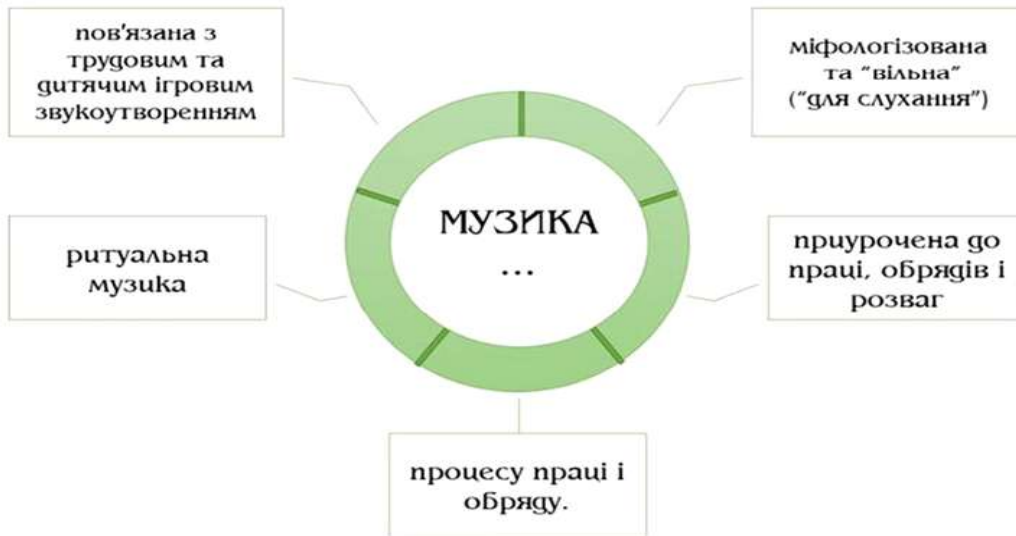 пов'язана з
трудовим та
дитячим ігровим
звукоутворенням
міфологізована
та "вільна"
("для слухання")
МУЗИКА
...
ритуальна
музика
приурочена до
праці, обрядів і
розваг
процесу праці і
обряду.